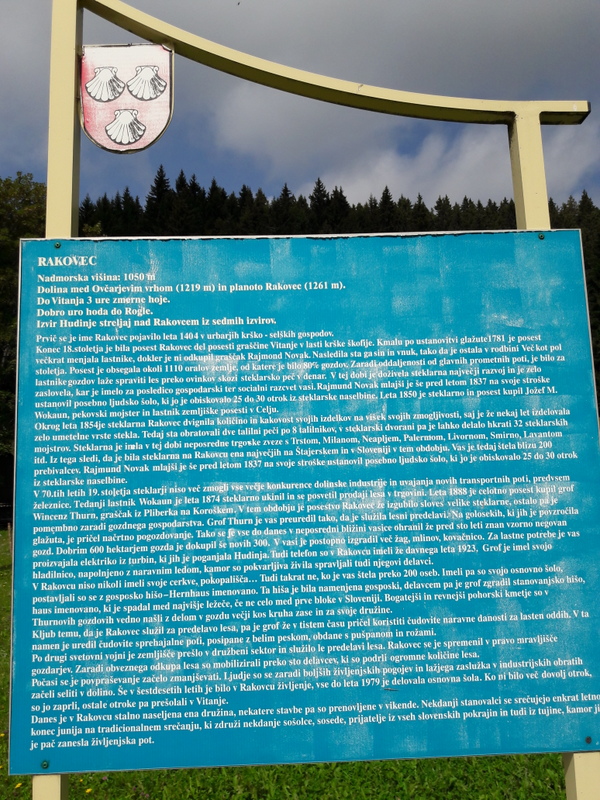 RAKOVEC
Nadmorska višina: 1050 m
Dolina med Ovčarjevim vrhom (1219 m) in planoto Rakovec (1261 m).
Do Vitanja 3 ure zmerne hoje.
Dobro uro hoda do Rogle.
Izvir Hudinje streljaj nad Rakovcem iz sedmih izvirov.
Prvič se je ime Rakovec pojavilo leta 1404 v urbarjih krško - selških gospodov.
Konec 18.stoletja je bila posest Rakovec del posesti graščine Vitanje v lasti krške škofije. Kmalu po ustanovitvi glažute1781 je posest
večkrat menjala lastnike, dokler je ni odkupil graščak Rajmond Novak. Nasledila sta ga sin in vnuk, tako da je ostala v rodbini Več kot pol
stoletja. Posest je obsegala okoli 1110 oralov zemlje, od katere je bilo 80% gozdov. Zaradi oddaljenosti od glavnih prometnih poti, je bilo za
lastnike gozdov laže spraviti les preko ovinkov skozi steklarsko peč v denar. V tej dobi je doživela steklarna največji razvoj in je zelo
zaslovela, kar je imelo za posledico gospodarski ter socialni razcvet vasi. Rajmond Novak mlajši je še pred letom 1837 na svoje stroške
ustanovil posebno ljudsko šolo, ki jo je obiskovalo 25 do 30 otrok iz steklarske naselbine. Leta 1850 je steklarno in posest kupil Jožef M.
Wokaun, pekovski mojster in lastnik zemljiške posesti v Celju.
Okrog leta 1854je steklarna Rakovec dvignila količino in kakovost svojih izdelkov na višek svojih zmogljivosti, saj je že nekaj let izdelovala
zelo umetelne vrste stekla. Tedaj sta obratovali dve talilni peči po 8 talilnikov, v steklarski dvorani pa je lahko delalo hkrati 32 steklarskih
mojstrov. Steklarna je imela v tej dobi neposredne trgovske zveze s Trstom, Milanom, Neapljem, Palermom, Livornom, Smirno, Lavantom
itd. Iz tega sledi, da je bila steklarna na Rakovcu ena največjih na Štajerskem in v Sloveniji v tem obdobju. Vas je tedaj štela blizu 200
prebivalcev. Rajmund Novak mlajši je še pred letom 1837 na svoje stroške ustanovil posebno ljudsko šolo, ki jo je obiskovalo 25 do 30 otrok
iz steklarske naselbine.
V 70.tih letih 19. stoletja steklarji niso več zmogli vse večje konkurence dolinske industrije in uvajanja novih transportnih poti, predvsem
železnice. Tedanji lastnik Wokaun je leta 1874 steklarno ukinil in se posvetil prodaji lesa v trgovini. Leta 1888 je celotno posest kupil grof
Wincenz Thurn, graščak iz Pliberka na Koroškem. V tem obdobju je posestvo Rakovec že izgubilo sloves velike steklarne, ostalo pa je
pomembno zaradi gozdnega gospodarstva. Grof Thurn je vas preuredil tako, da je služila lesni predelavi. Na golosekih, ki jih je povzročila
glažuta, je pričel načrtno pogozdovanje. Tako se je vse do danes v neposredni bližini vasice ohranil že pred sto leti znan vzorno negovan
gozd. Dobrim 600 hektarjem gozda je dokupil še novih 300. V vasi je postopno izgradil več žag, mlinov, kovačnico. Za lastne potrebe je vas
proizvajala elektriko iz turbin, ki jih je poganjala Hudinja. Tudi telefon so v Rakovcu imeli že davnega leta 1923. Grof je imel svojo
hladilnico, napolnjeno z naravnim ledom, kamor so pokvarljiva živila spravljali tudi njegovi delavci.
V Rakovcu niso nikoli imeli svoje cerkve, pokopališča... Tudi takrat ne, ko je vas štela preko 200 oseb. Imeli pa so svojo osnovno šolo,
postavljali so se z gosposko hišo–Hernhaus imenovano. Ta hiša je bila namenjena gosposki, delavcem pa je grof zgradil stanovanjsko hišo,
haus imenovano, ki je spadal med najvišje ležeče, če ne celo med prve bloke v Sloveniji. Bogatejši in revnejši pohorski kmetje so v
Thurnovih gozdovih vedno našli z delom v gozdu večji kos kruha zase in za svoje družine.
Kljub temu, da je Rakovec služil za predelavo lesa, pa je grof že v tistem času pričel koristiti čudovite naravne danosti za lasten oddih. V ta
namen je uredil čudovite sprehajalne poti, posipane z belim peskom, obdane s pušpanom in rožami.
Po drugi svetovni vojni je zemljišče prešlo v družbeni sektor in služilo le predelavi lesa. Rakovec se je spremenil v pravo mravljišče
gozdarjev. Zaradi obveznega odkupa lesa so mobilizirali preko sto delavcev, ki so podrli ogromne količine lesa.
Počasi se je povpraševanje začelo zmanjševati. Ljudje so se zaradi boljših življenjskih pogojev in lažjega zaslužka v industrijskih obratih
začeli seliti v dolino. Še v šestdesetih letih je bilo v Rakovcu življenje, vse do leta 1979 je delovala osnovna šola. Ko ni bilo več dovolj otrok,
so jo zaprli, ostale otroke pa prešolali v Vitanje.
Danes je v Rakovcu stalno naseljena ena družina, nekatere stavbe pa so prenovljene v vikende. Nekdanji stanovalci se srečujejo enkrat letno
konec junija na tradicionalnem srečanju, ki združi nekdanje sošolce, sosede, prijatelje iz vseh slovenskih pokrajin in tudi iz tujine, kamor ji
je pač zanesla življenjska pot.